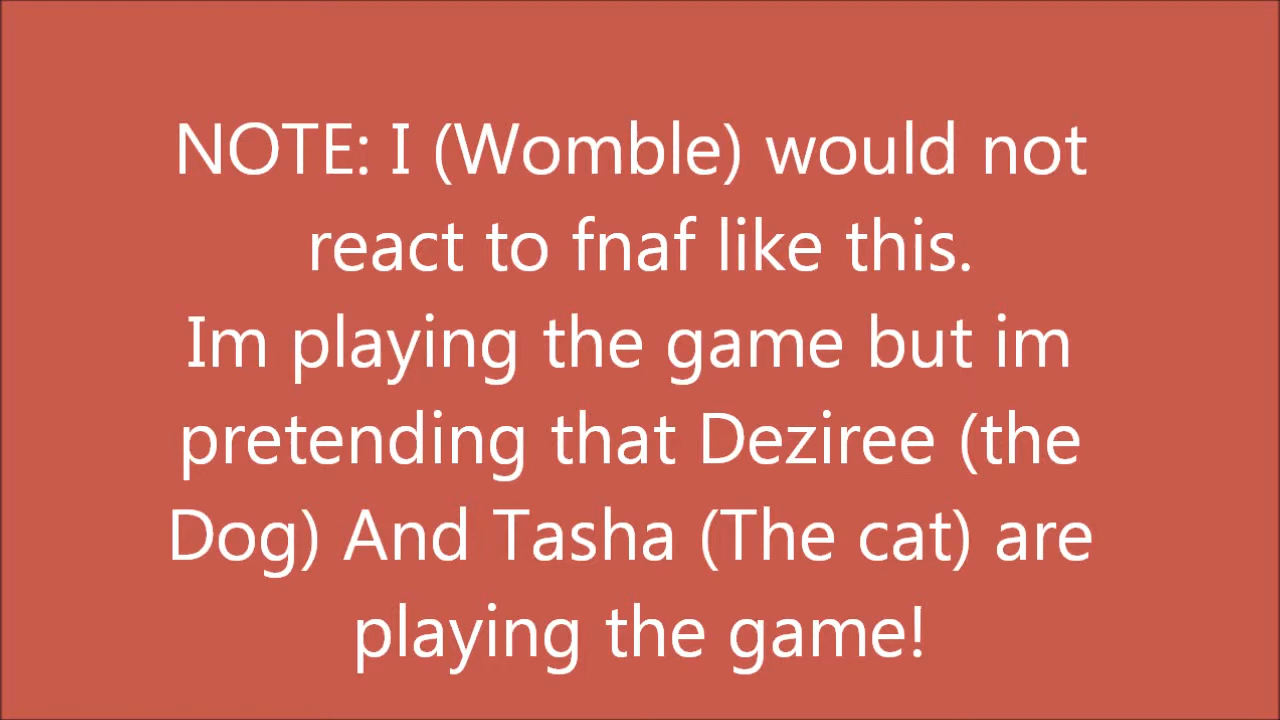 NOTE: I (Womble) would not
react to fnaf like this.
Im playing the game but im
pretending that Deziree (the
Dog) And Tasha (The cat) are
playing the game!